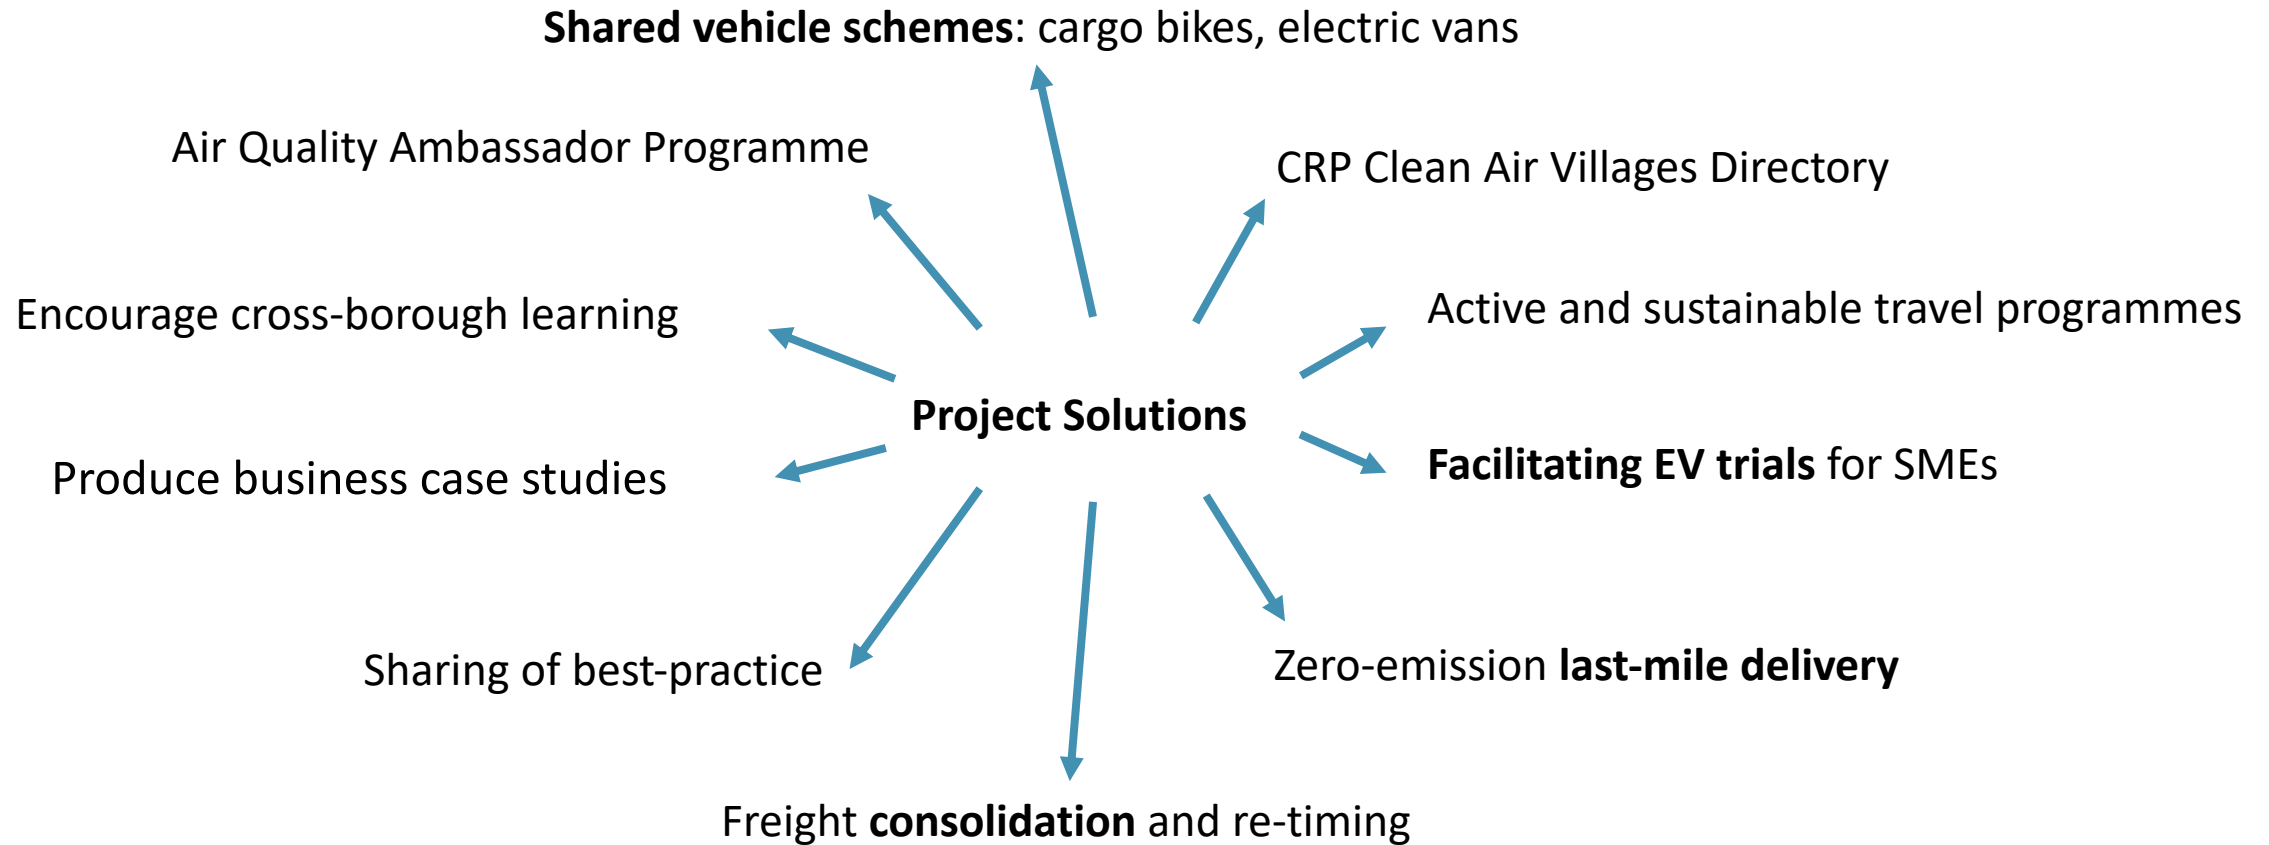 Shared vehicle schemes: cargo bikes, electric vans
Air Quality Ambassador Programme
CRP Clean Air Villages Directory
Encourage cross-borough learning
Active and sustainable travel programmes
Project Solutions
Produce business case studies
Facilitating EV trials for SMEs
Sharing of best-practice
Zero-emission last-mile delivery
Freight consolidation and re-timing